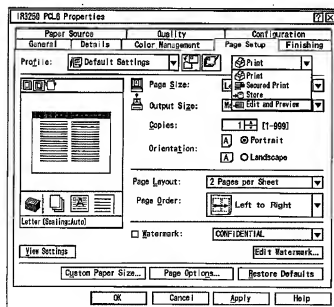 IR3250 PCL6 Properties
Paper Source
Quality
Configuration
General
Details
Color Management
Page Setup
Finishing
Profile:
Default Settings
Print
Print
Secured Print
Store
Edit and Preview
Page Size:
Output Size:
Copies:
1 [1-999]
Orientation:
A Portrait
A Landscape
Page Layout:
2 Pages per Sheet
Page Order:
Left to Right
Letter (Scaling:Auto)
View Settings
Watermark:
CONFIDENTIAL
Edit Watermark...
Custom Paper Size...
Page Options...
Restore Defaults
OK
Cancel
Apply
Help